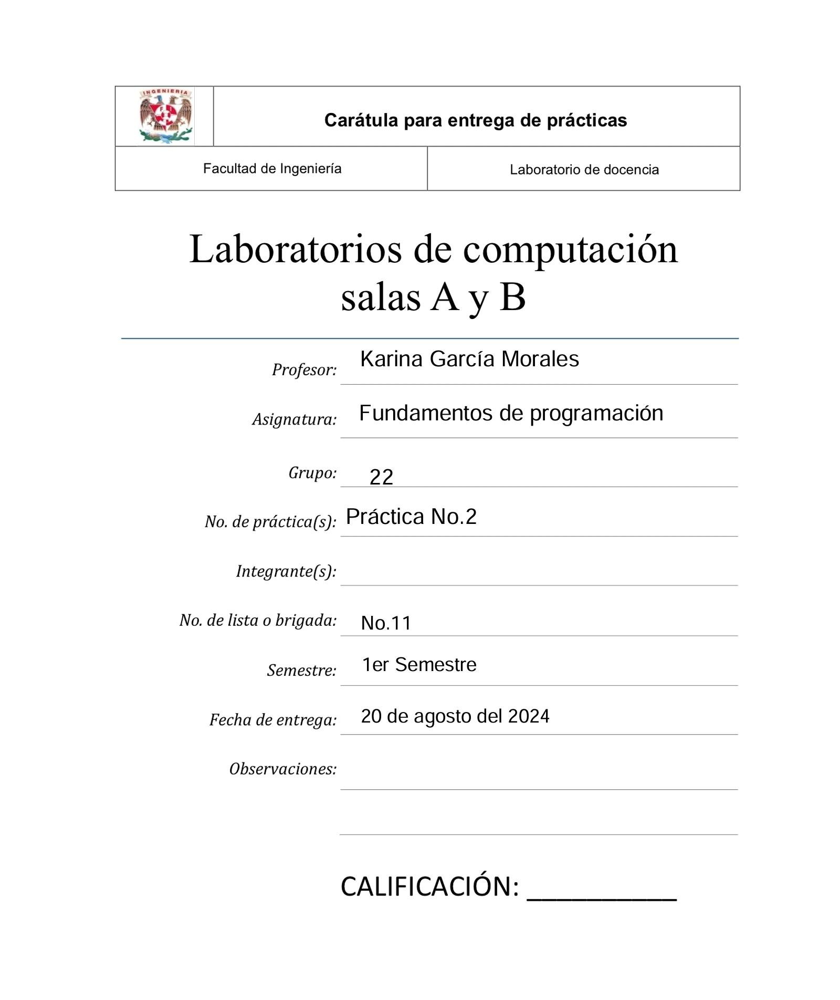 INGENIERIA
F I
Carátula para entrega de prácticas
Facultad de Ingeniería
Laboratorio de docencia
Laboratorios de computación
salas A y B
Profesor: Karina García Morales
Asignatura: Fundamentos de programación
Grupo: 22
No. de práctica(s): Práctica No.2
Integrante(s):
No. de lista o brigada: No.11
Semestre: 1er Semestre
Fecha de entrega: 20 de agosto del 2024
Observaciones:
CALIFICACIÓN: __________